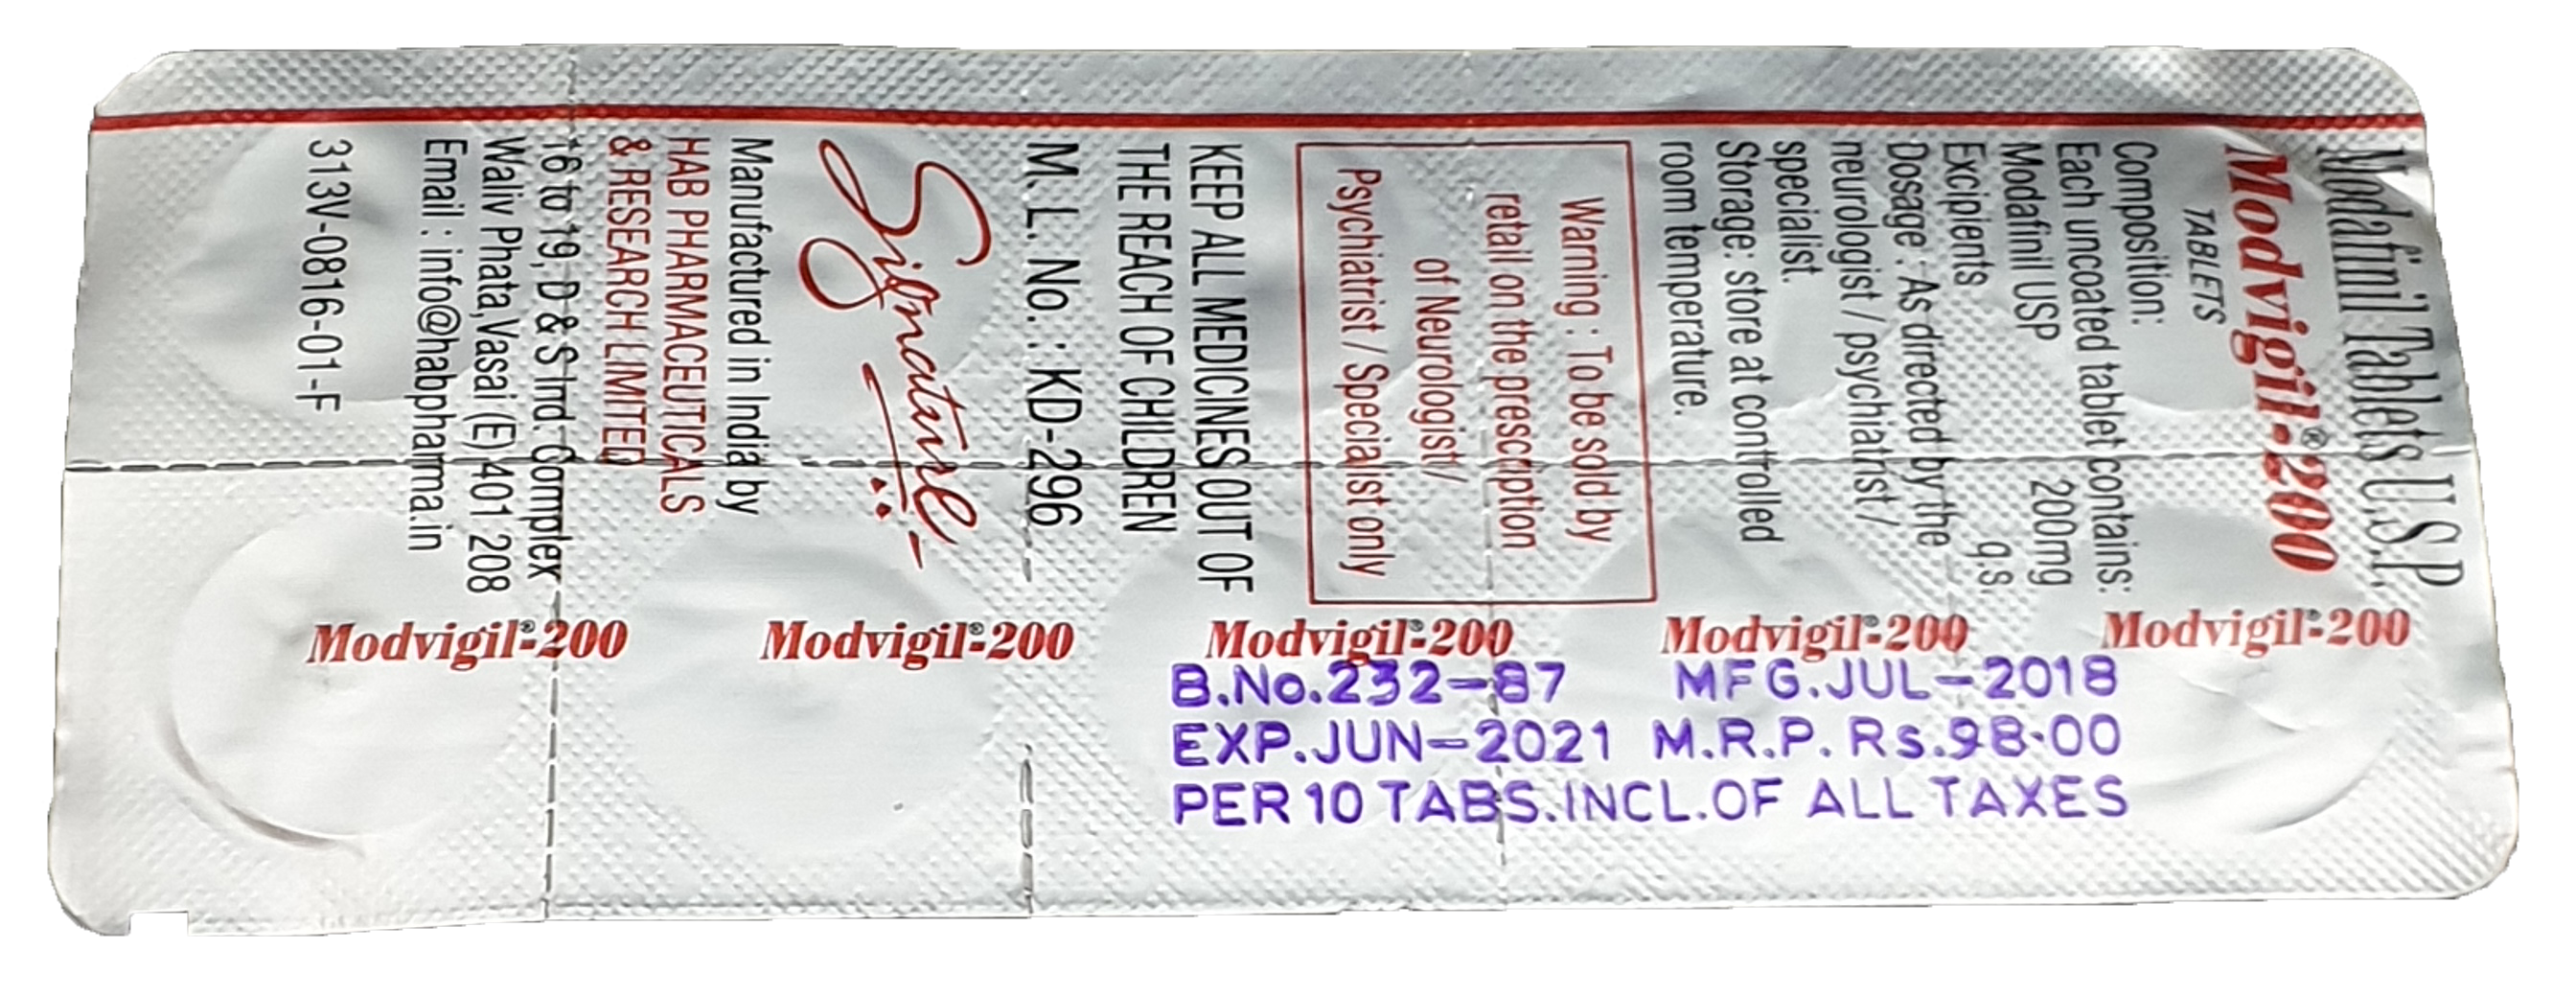 Modafinil Tablets U.S.P.
Modvigil®-200
TABLETS
Composition:
Each uncoated tablet contains:
Modafinil USP 200mg
Excipients q.s.
Dosage : As directed by the
neurologist / psychiatrist /
specialist.
Storage: store at controlled
room temperature.
Warning : To be sold by
retail on the prescription
of Neurologist/
Psychiatrist / Specialist only
KEEP ALL MEDICINES OUT OF
THE REACH OF CHILDREN
M. L. No. : KD-296
Signature
Manufactured in India by
HAB PHARMACEUTICALS
& RESEARCH LIMITED
16 to 19, D & S Ind. Complex
Waliv Phata,Vasai (E) 401 208
Email : info@habpharma.in
313V-0816-01-F
Modvigil®-200 Modvigil®-200 Modvigil®-200 Modvigil®-200 Modvigil®-200
B.No.232-87 MFG.JUL-2018
EXP.JUN-2021 M.R.P. Rs.98.00
PER 10 TABS.INCL.OF ALL TAXES